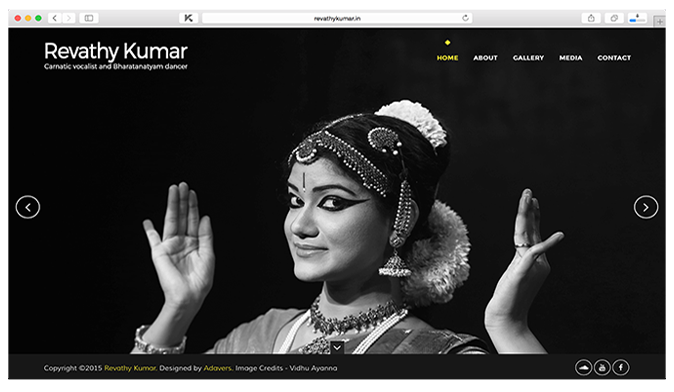 revathykumar.in
Revathy Kumar
Carnatic vocalist and Bharatanatyam dancer
HOME ABOUT GALLERY MEDIA CONTACT
Copyright ©2015 Revathy Kumar. Designed by Adavers. Image Credits - Vidhu Ayanna